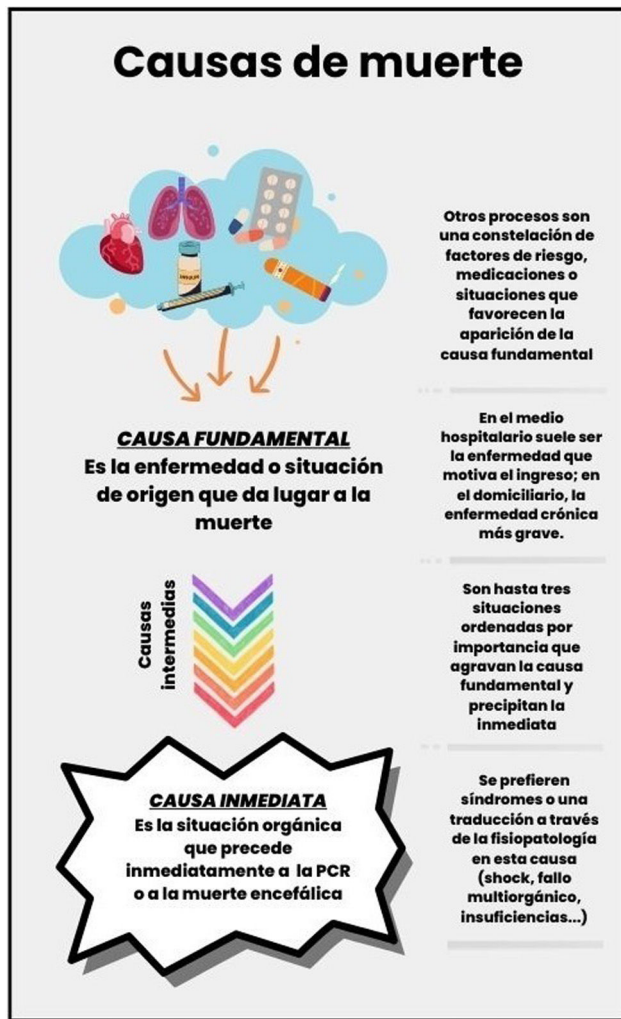 Causas de muerte
INSULIN
Otros procesos son
una constelación de
factores de riesgo,
medicaciones o
situaciones que
favorecen la
aparición de la
causa fundamental
CAUSA FUNDAMENTAL
Es la enfermedad o situación
de origen que da lugar a la
muerte
En el medio
hospitalario suele ser
la enfermedad que
motiva el ingreso; en
el domiciliario, la
enfermedad crónica
más grave.
Causas
intermedias
Son hasta tres
situaciones
ordenadas por
importancia que
agravan la causa
fundamental y
precipitan la
inmediata
CAUSA INMEDIATA
Es la situación orgánica
que precede
inmediatamente a la PCR
o a la muerte encefálica
Se prefieren
síndromes o una
traducción a través
de la fisiopatología
en esta causa
(shock, fallo
multiorgánico,
insuficiencias...)